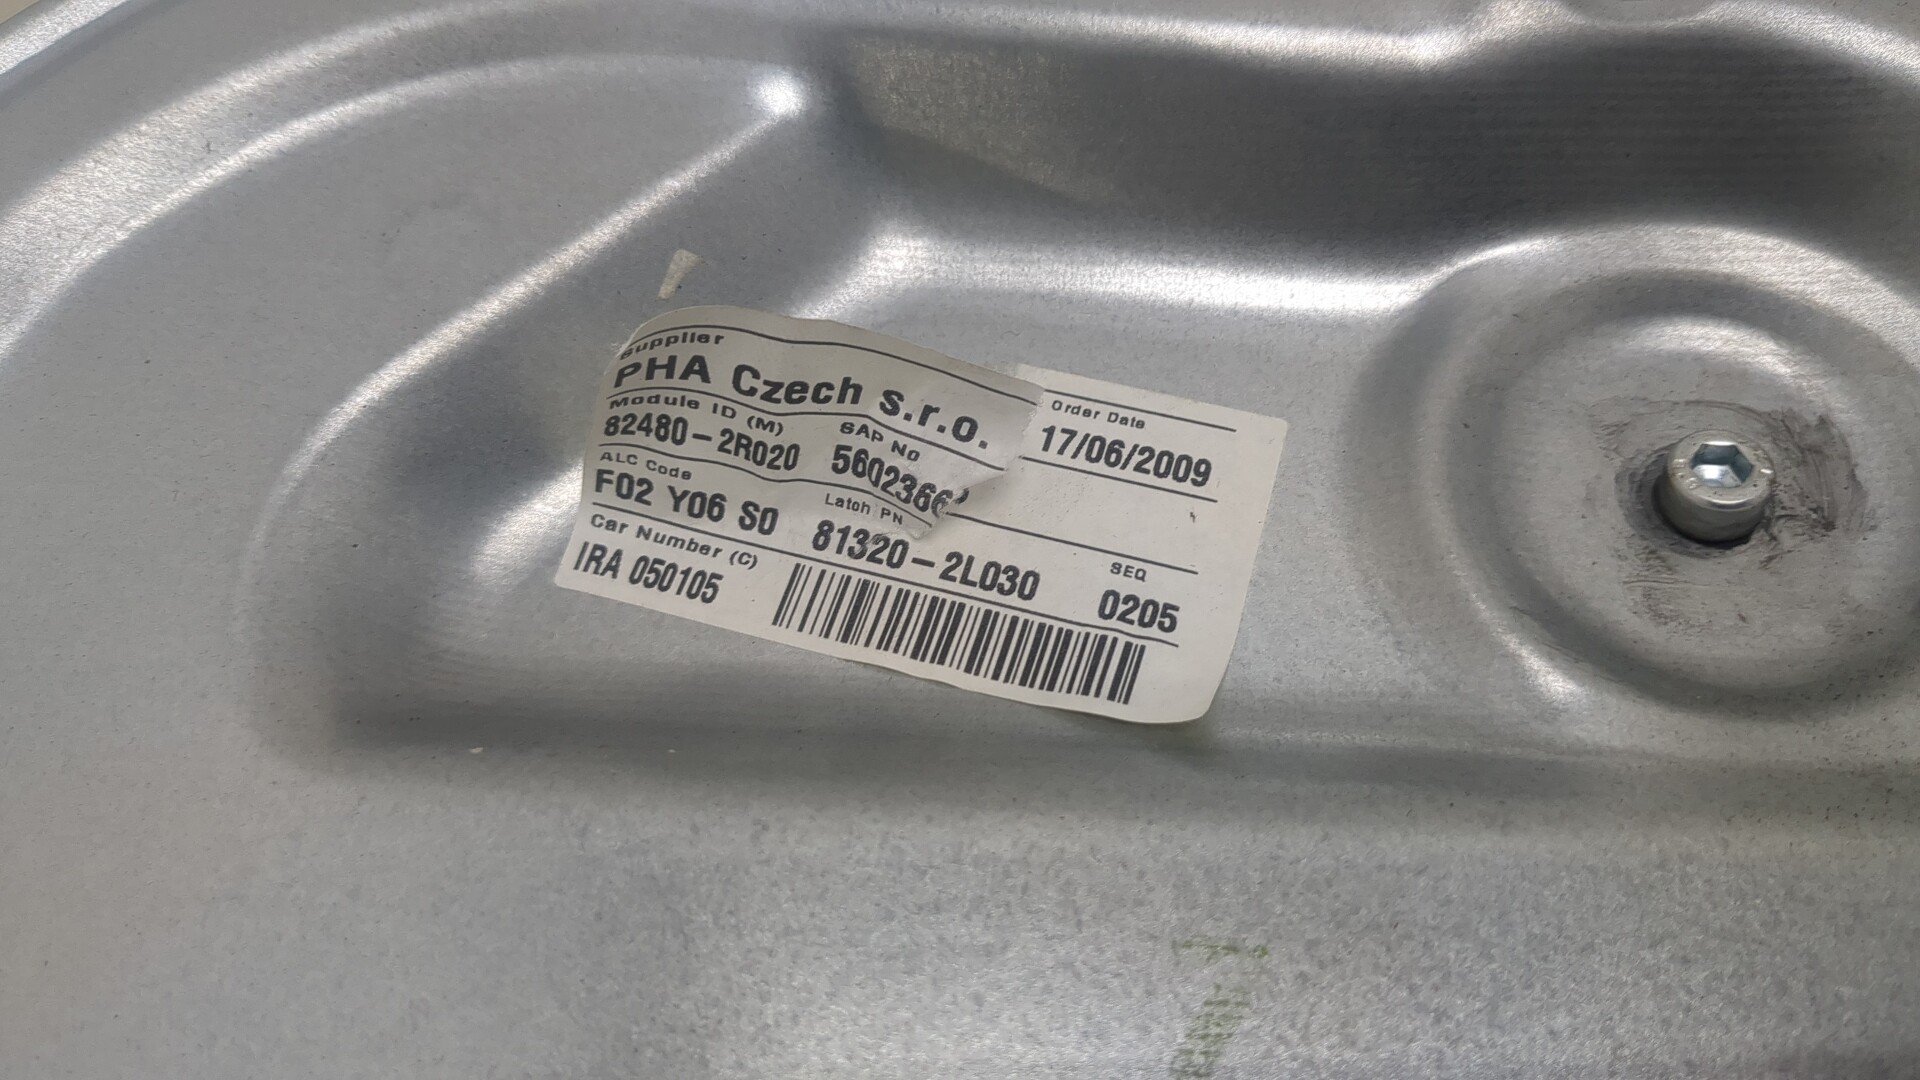 Supplier
PHA Czech s.r.o.
Order Date
17/06/2009
Module ID (M)
SAP No
82480-2R020
ALC Code
Latch PN
SEQ
F02 Y06 S0 81320-2L030 0205
Car Number (C)
IRA 050105